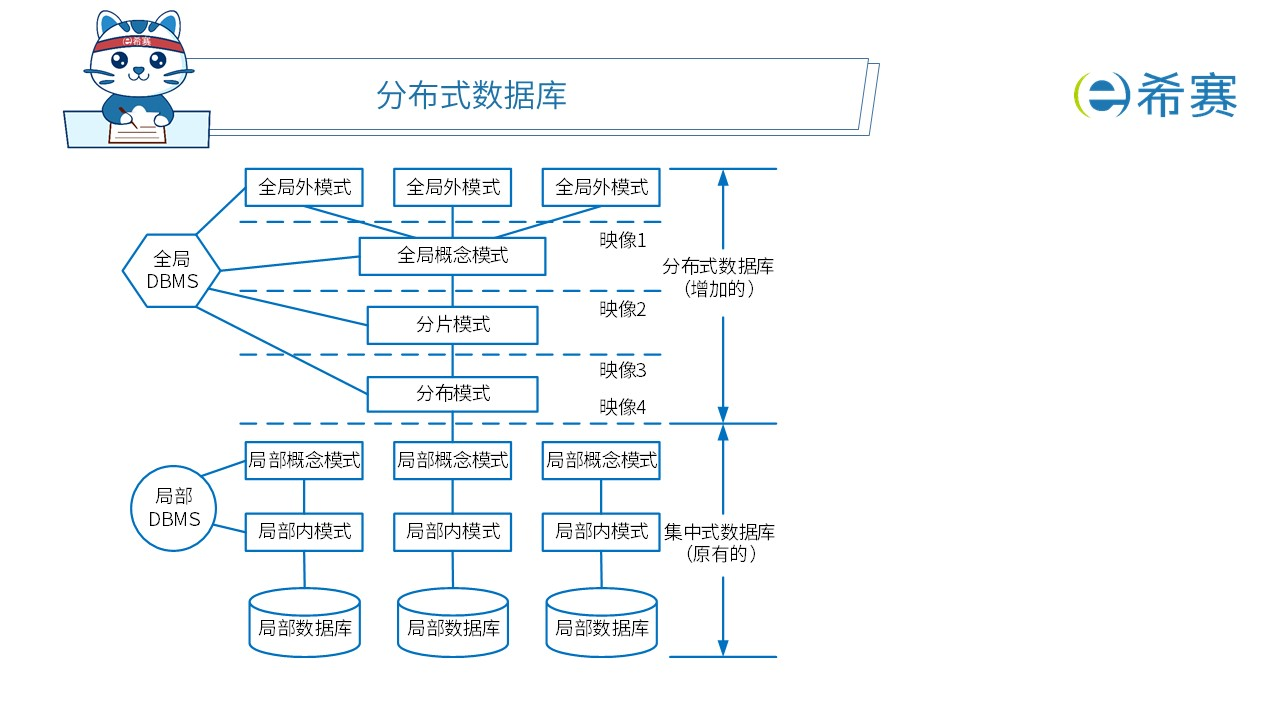 (e)希赛
分布式数据库
e希赛
全局外模式
全局外模式
全局外模式
映像1
全局
DBMS
全局概念模式
分布式数据库
（增加的）
映像2
分片模式
映像3
分布模式
映像4
局部概念模式
局部概念模式
局部概念模式
局部
DBMS
局部内模式
局部内模式
局部内模式
集中式数据库
（原有的）
局部数据库
局部数据库
局部数据库